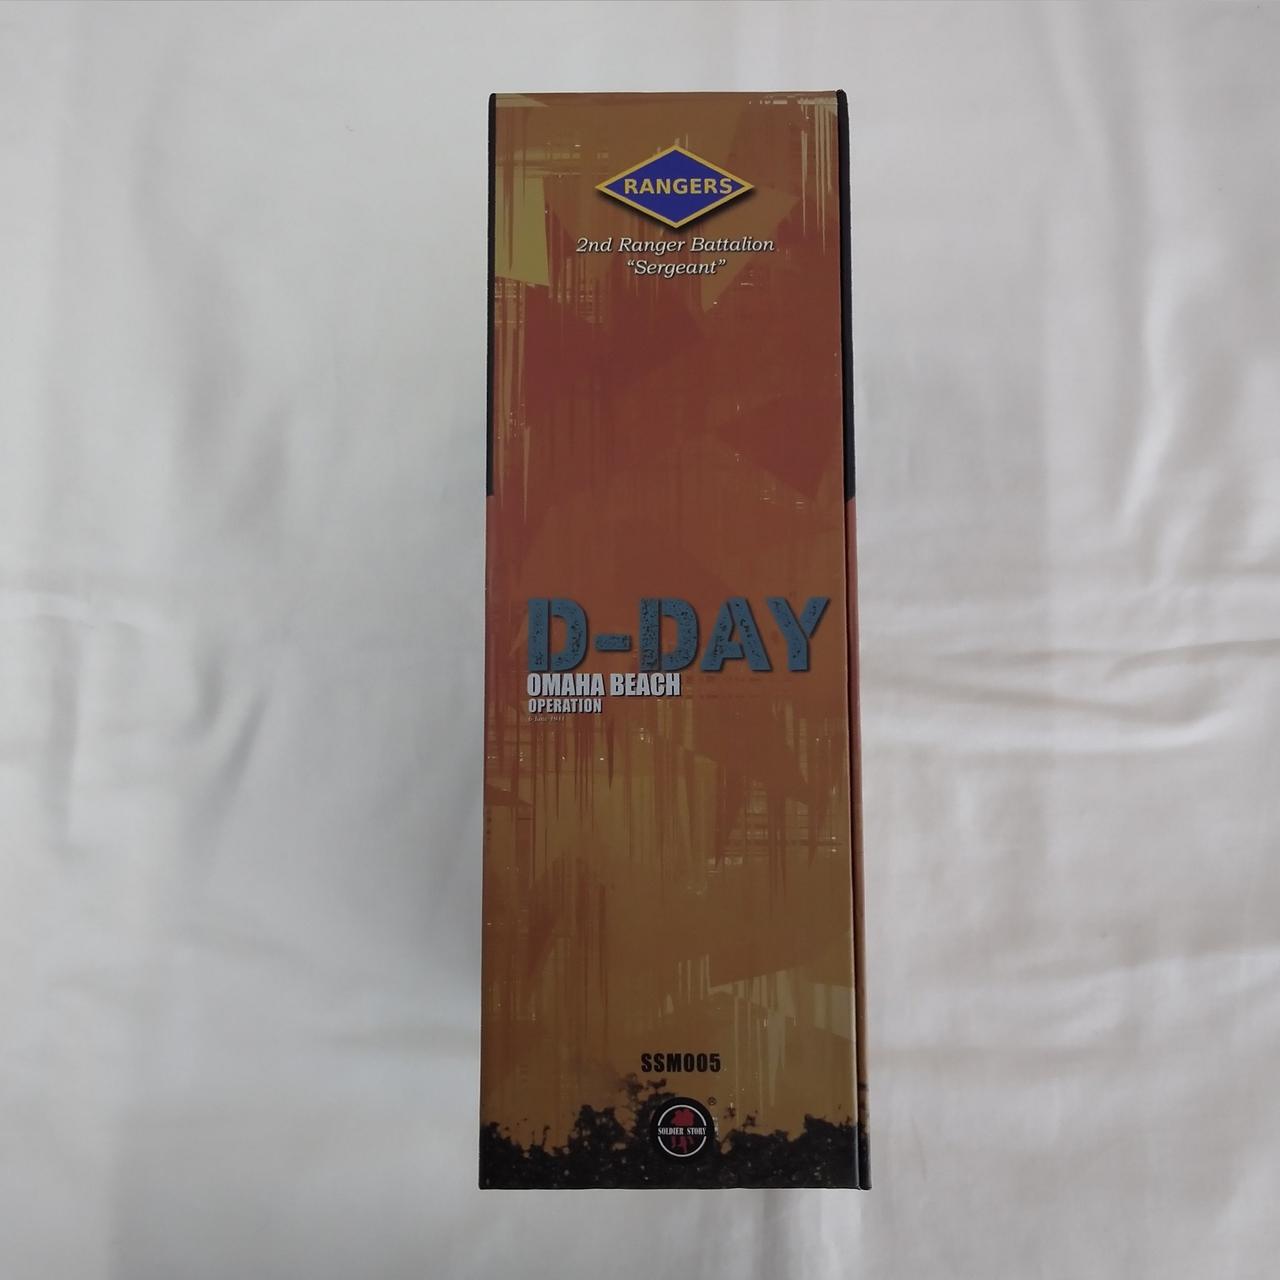 RANGERS
2nd Ranger Battalion
“Sergeant”
D-DAY
OMAHA BEACH
OPERATION
SSM005
®
SOLDIER STORY